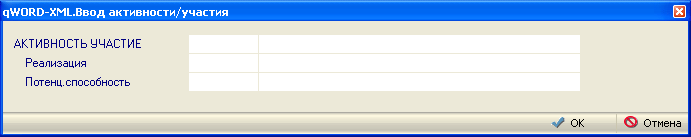 qWORD-XML.Ввод активности/участия
АКТИВНОСТЬ УЧАСТИЕ
Реализация
Потенц.способность
OK Отмена